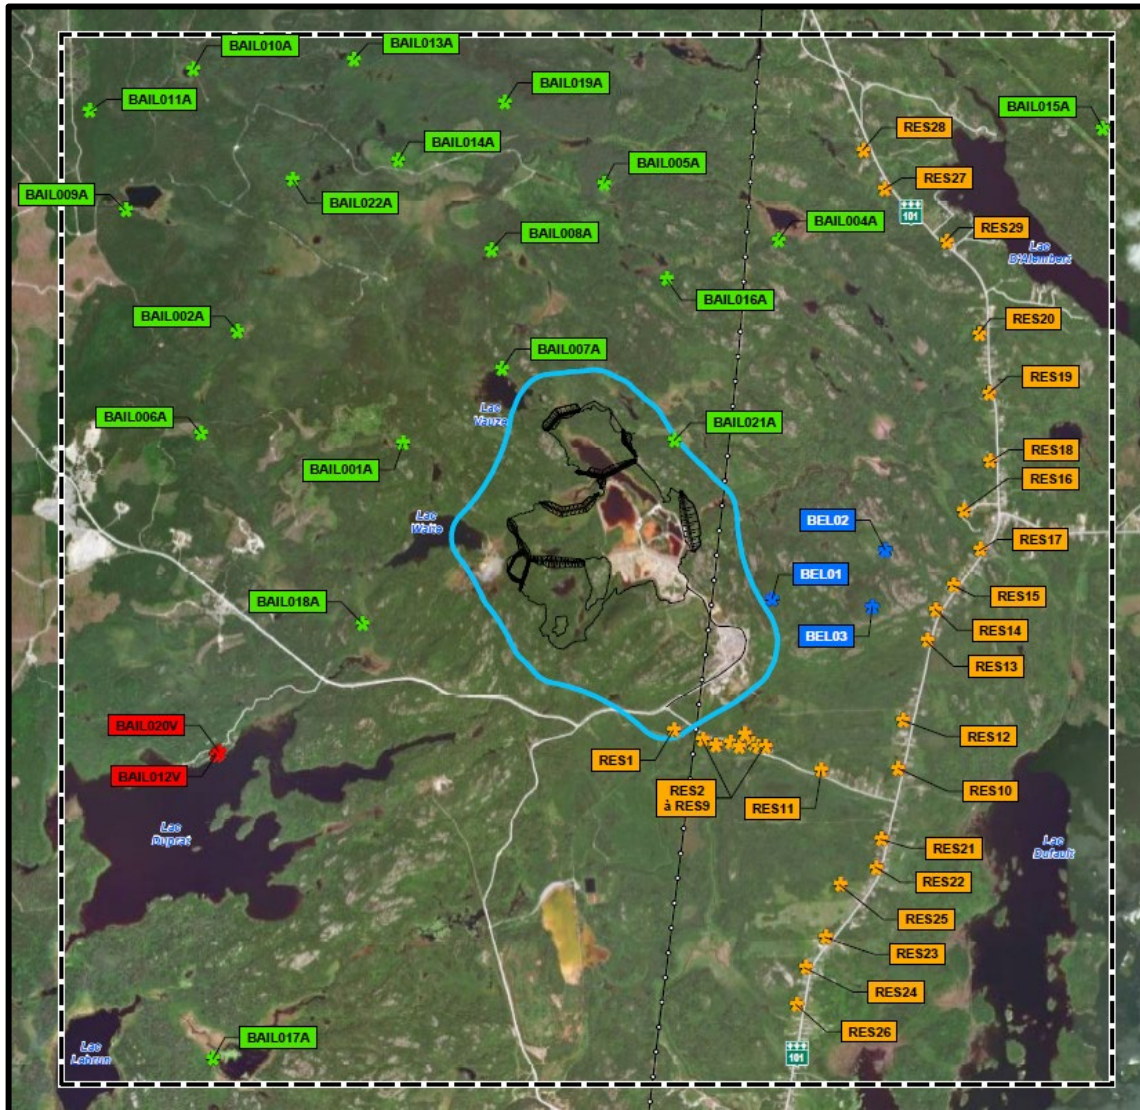 BAIL010A
BAIL013A
BAIL019A
BAIL011A
BAIL015A
BAIL014A
RES28
BAIL005A
RES27
BAIL009A
BAIL022A
101
BAIL004A
BAIL008A
RES29
Lac
D'Alembert
BAIL016A
BAIL002A
RES20
BAIL007A
RES19
Lac
Vauze
BAIL006A
BAIL021A
BAIL001A
RES18
RES16
Lac
Waite
BEL02
RES17
BEL01
RES15
BAIL018A
RES14
BEL03
RES13
BAIL020V
RES12
RES1
BAIL012V
RES2
à RES9
RES11
RES10
Lac
Duprat
RES21
Lac
Dufault
RES22
RES25
RES23
RES24
RES26
BAIL017A
Lac
Lebrun
101